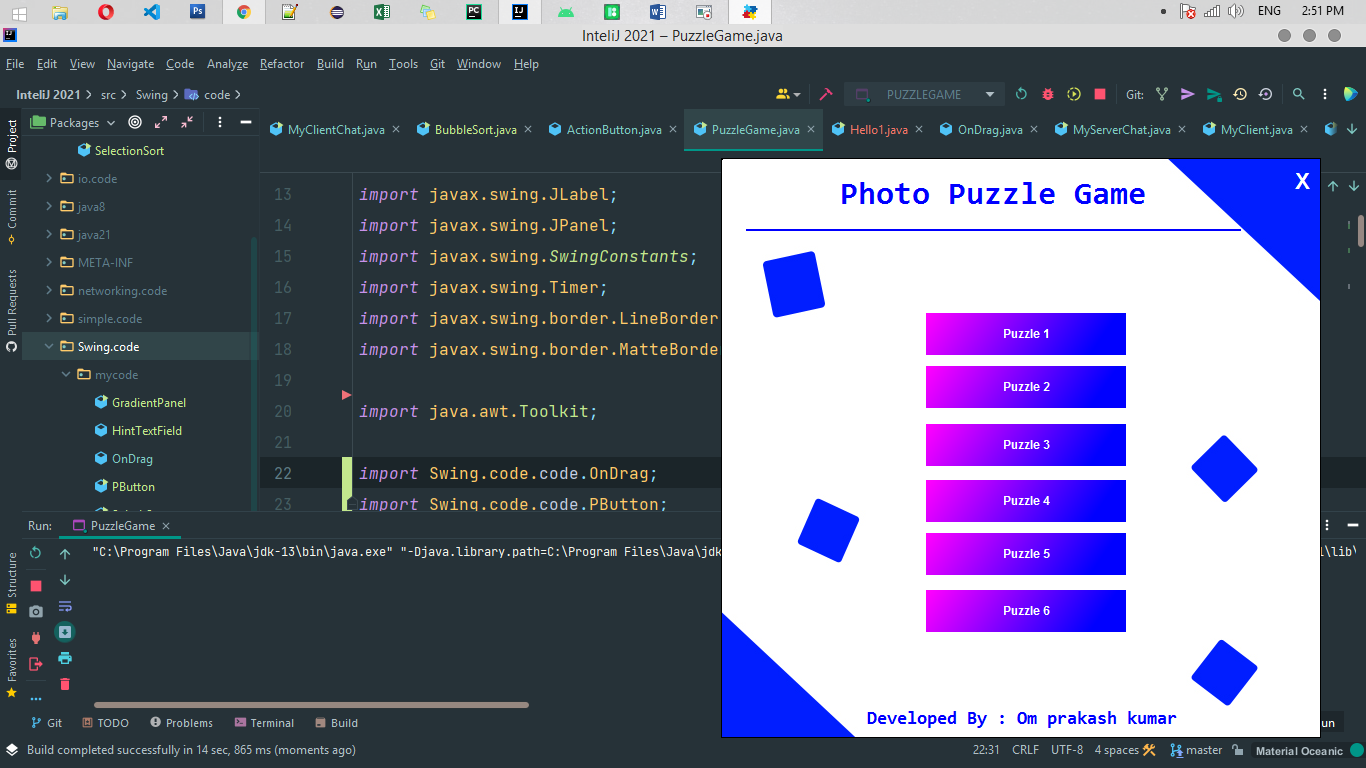 ENG 2:51 PM
InteliJ 2021 – PuzzleGame.java
File Edit View Navigate Code Analyze Refactor Build Run Tools Git Window Help
InteliJ 2021 src Swing code
PUZZLEGAME
Git:
Packages
MyClientChat.java BubbleSort.java ActionButton.java PuzzleGame.java Hello1.java OnDrag.java MyServerChat.java MyClient.java
Project
Commit
Pull Requests
Structure
Favorites
SelectionSort
io.code
java8
java21
META-INF
networking.code
simple.code
Swing.code
mycode
GradientPanel
HintTextField
OnDrag
PButton
13 import javax.swing.JLabel;
14 import javax.swing.JPanel;
15 import javax.swing.SwingConstants;
16 import javax.swing.Timer;
17 import javax.swing.border.LineBorder
18 import javax.swing.border.MatteBorde
19
20 import java.awt.Toolkit;
21
22 import Swing.code.code.OnDrag;
23 import Swing.code.code.PButton;
Photo Puzzle Game
X
Puzzle 1
Puzzle 2
Puzzle 3
Puzzle 4
Puzzle 5
Puzzle 6
Developed By : Om prakash kumar
Run: PuzzleGame
"C:\Program Files\Java\jdk-13\bin\java.exe" "-Djava.library.path=C:\Program Files\Java\jdk
l\lib\
Git TODO Problems Terminal Build
un
Build completed successfully in 14 sec, 865 ms (moments ago)
22:31 CRLF UTF-8 4 spaces master Material Oceanic